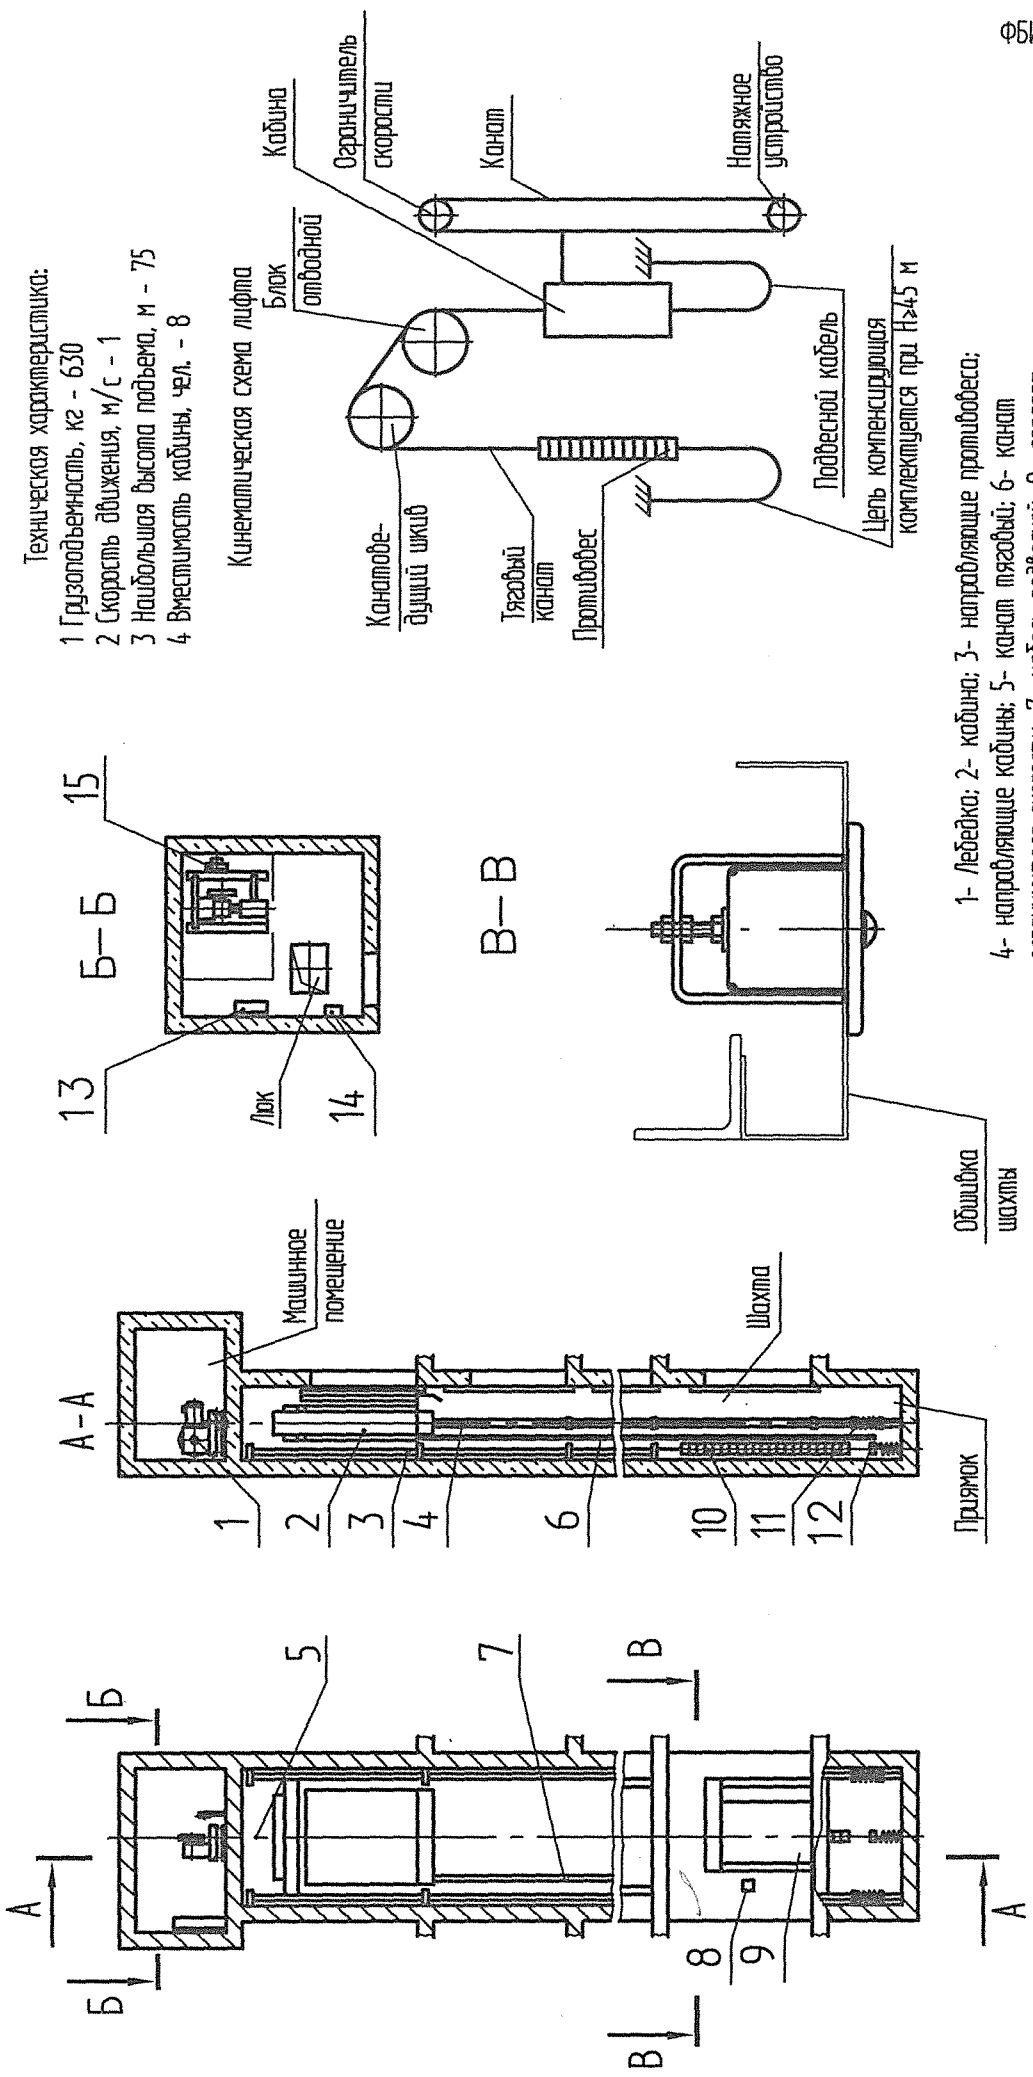 Техническая характеристика:
1 Грузоподъемность, кг - 630
2 Скорость движения, м/с - 1
3 Наибольшая высота подъема, м - 75
4 Вместимость кабины, чел. - 8
Кинематическая схема лифта
Канатове-
дущий шкив
Тяговый
канат
Противовес
Блок
отводной
Кабина
Ограничитель
скорости
Канат
Натяжное
устройство
Подвесной кабель
Цепь компенсирующая
комплектуется при H≥45 м
Б-Б
13
15
Люк
14
В-В
Обшивка
шахты
А-А
Машинное
помещение
Шахта
Приямок
1
2
3
4
6
10
11
12
А
Б
Б
5
7
В
В
8
9
А
1- Лебедка; 2- кабина; 3- направляющие противовеса;
4- направляющие кабины; 5- канат тяговый; 6- канат